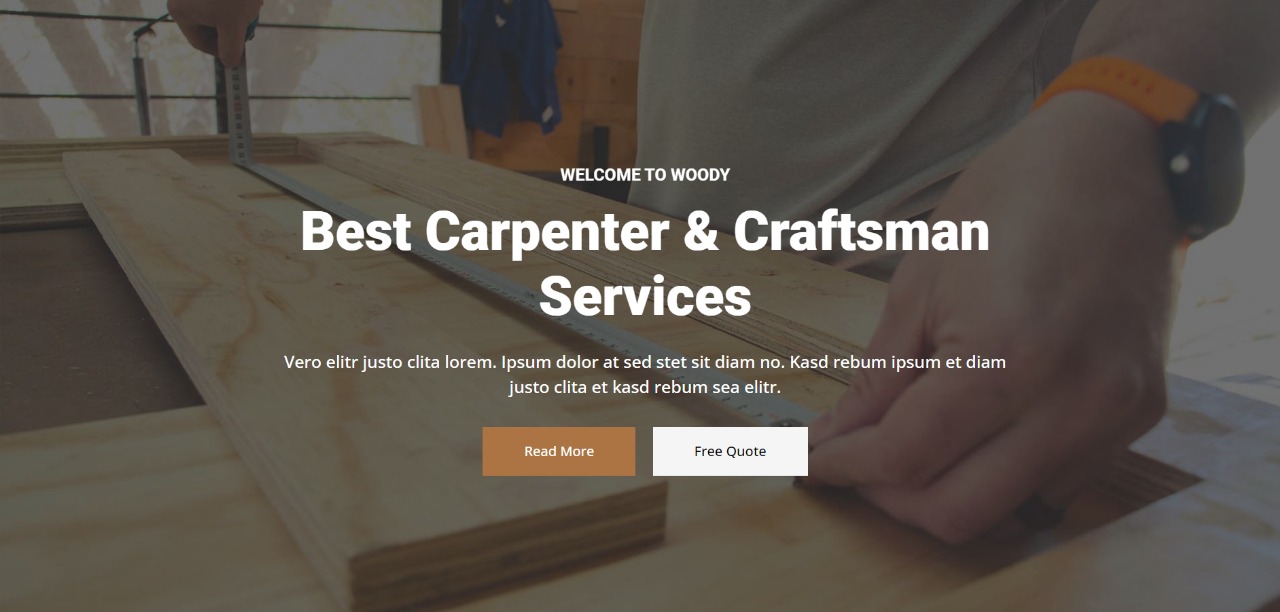 WELCOME TO WOODY
Best Carpenter & Craftsman
Services
Vero elitr justo clita lorem. Ipsum dolor at sed stet sit diam no. Kasd rebum ipsum et diam
justo clita et kasd rebum sea elitr.
Read More
Free Quote